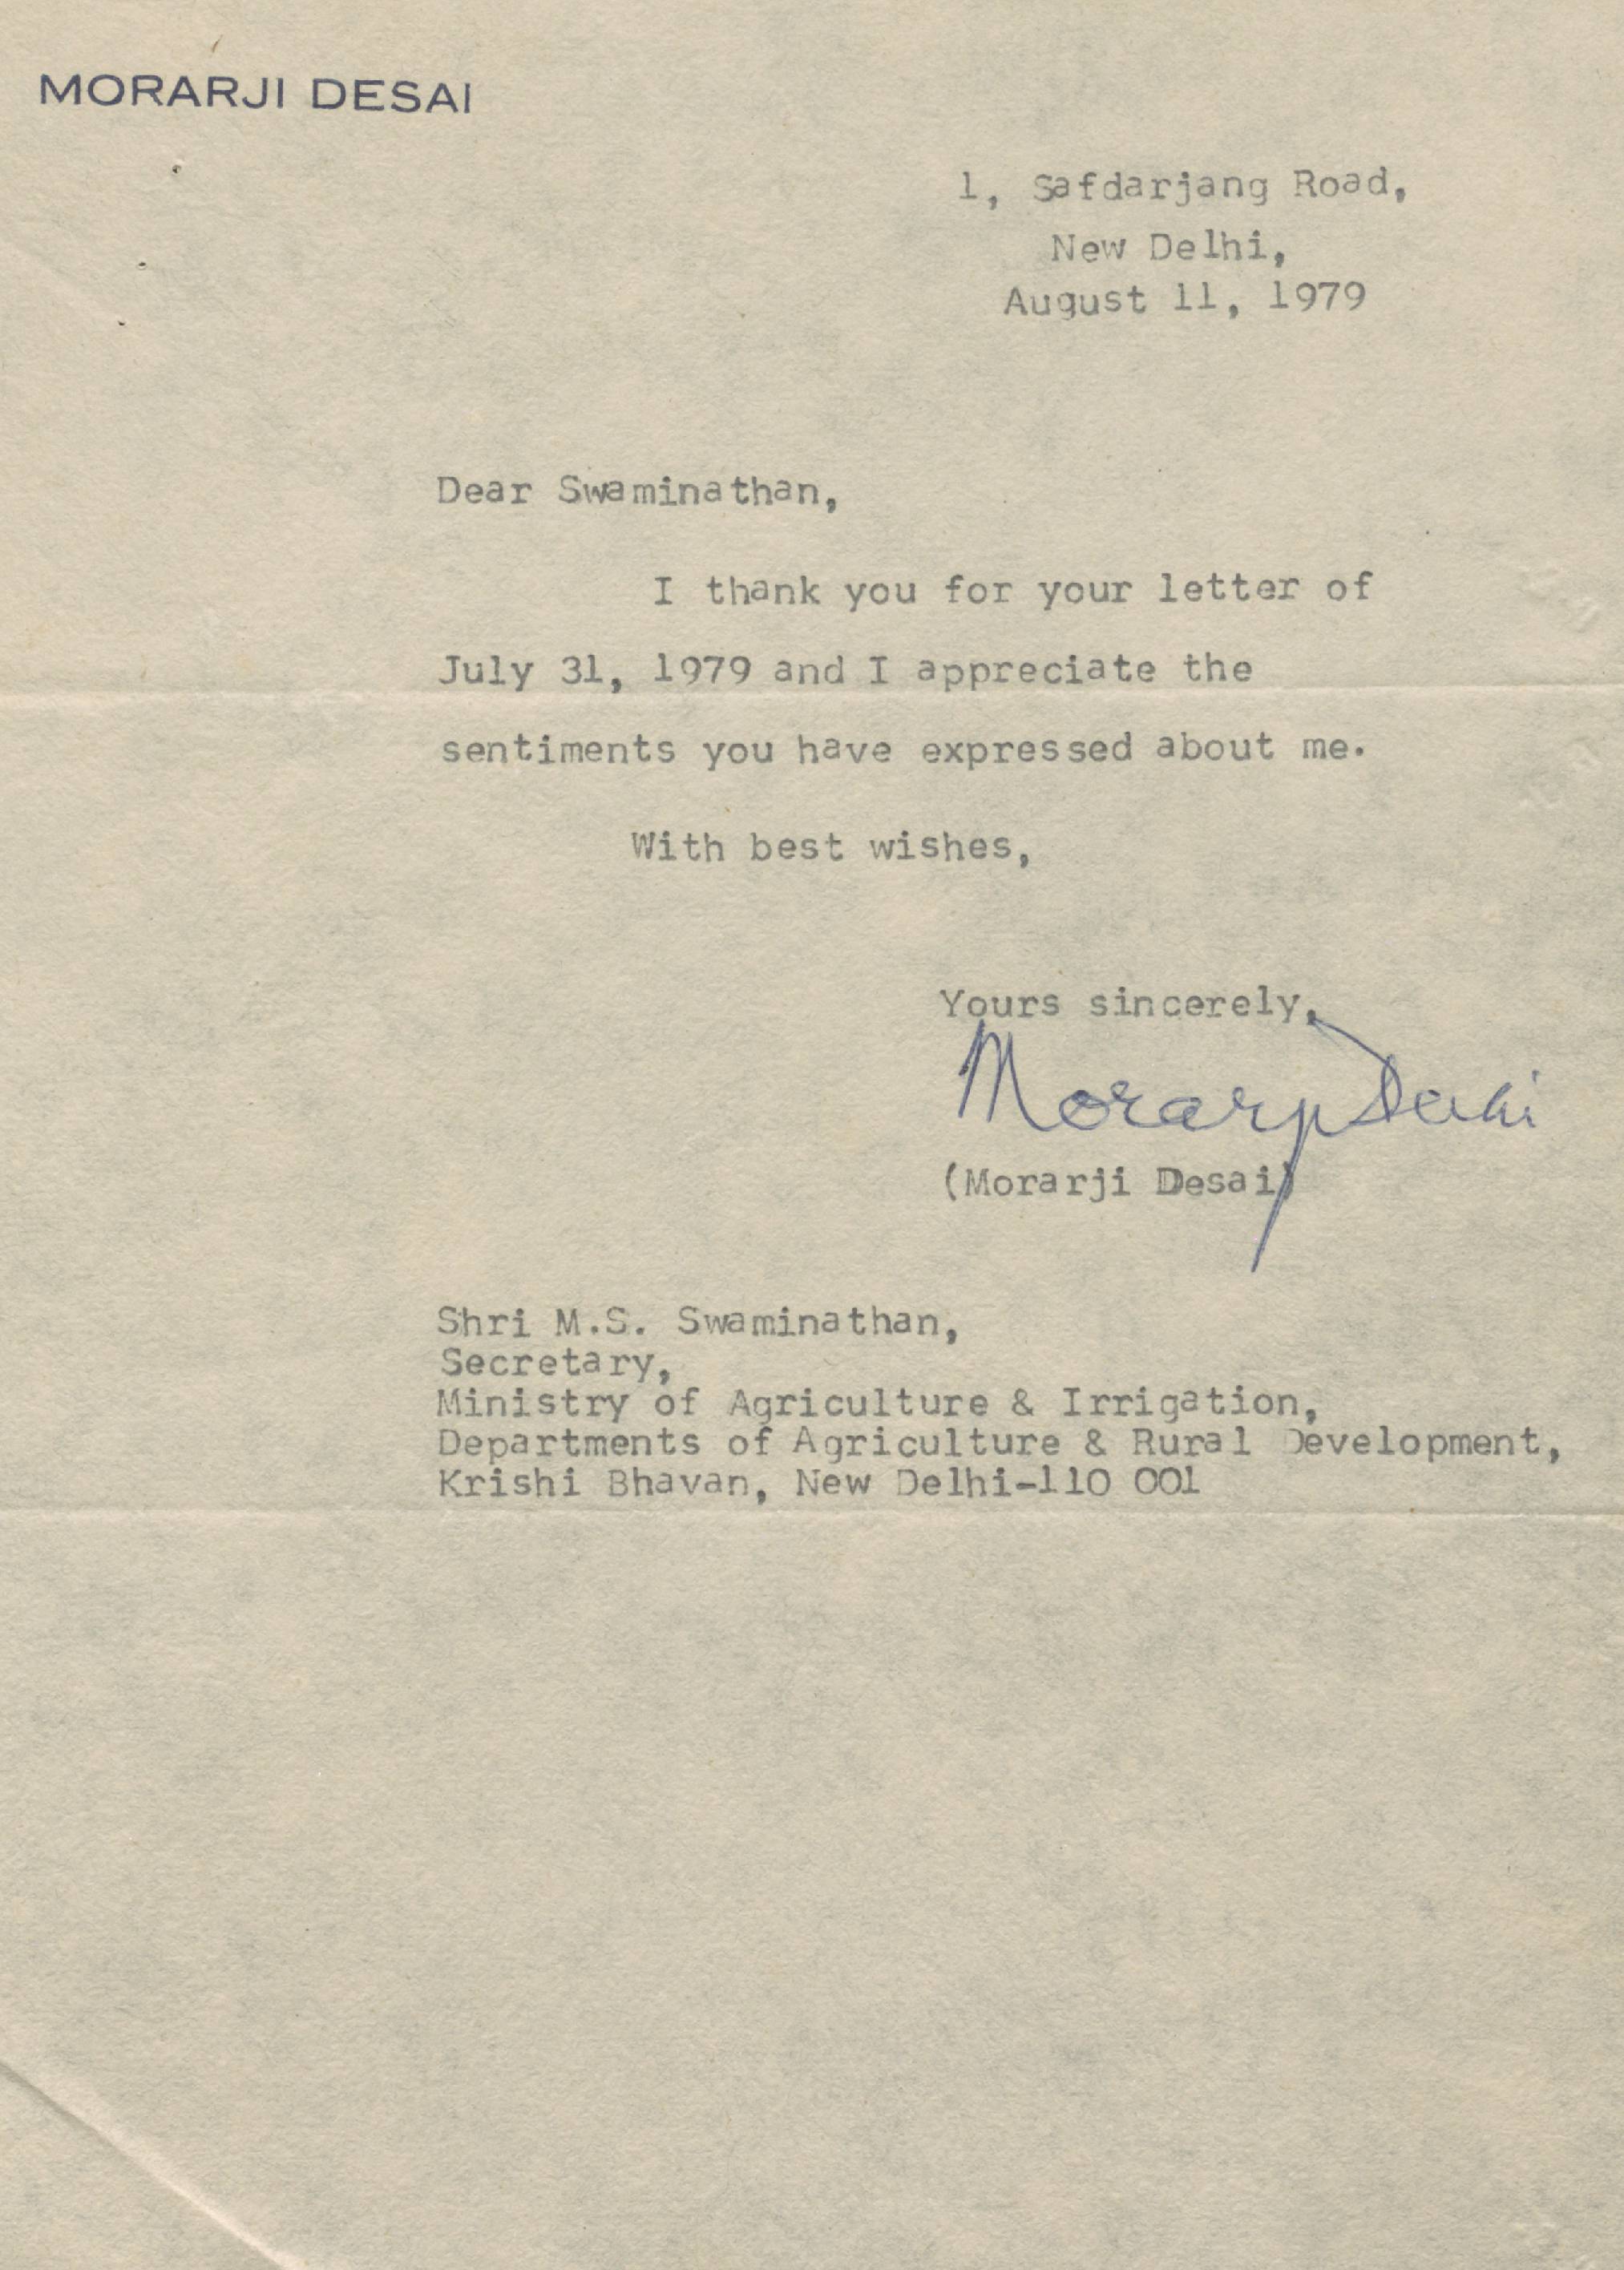 MORARJI DESAI
1, Safdarjang Road,
New Delhi,
August 11, 1979
Dear Swaminathan,
I thank you for your letter of
July 31, 1979 and I appreciate the
sentiments you have expressed about me.
With best wishes,
Yours sincerely,
Morarji Desai
(Morarji Desai)
Shri M.S. Swaminathan,
Secretary,
Ministry of Agriculture & Irrigation,
Departments of Agriculture & Rural Development,
Krishi Bhavan, New Delhi-110 001